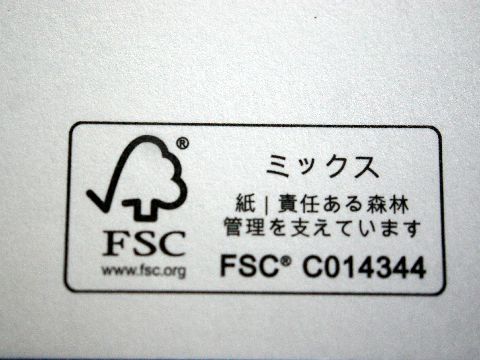 ®
FSC
www.fsc.org
ミックス
紙 | 責任ある森林
管理を支えています
FSC® C014344